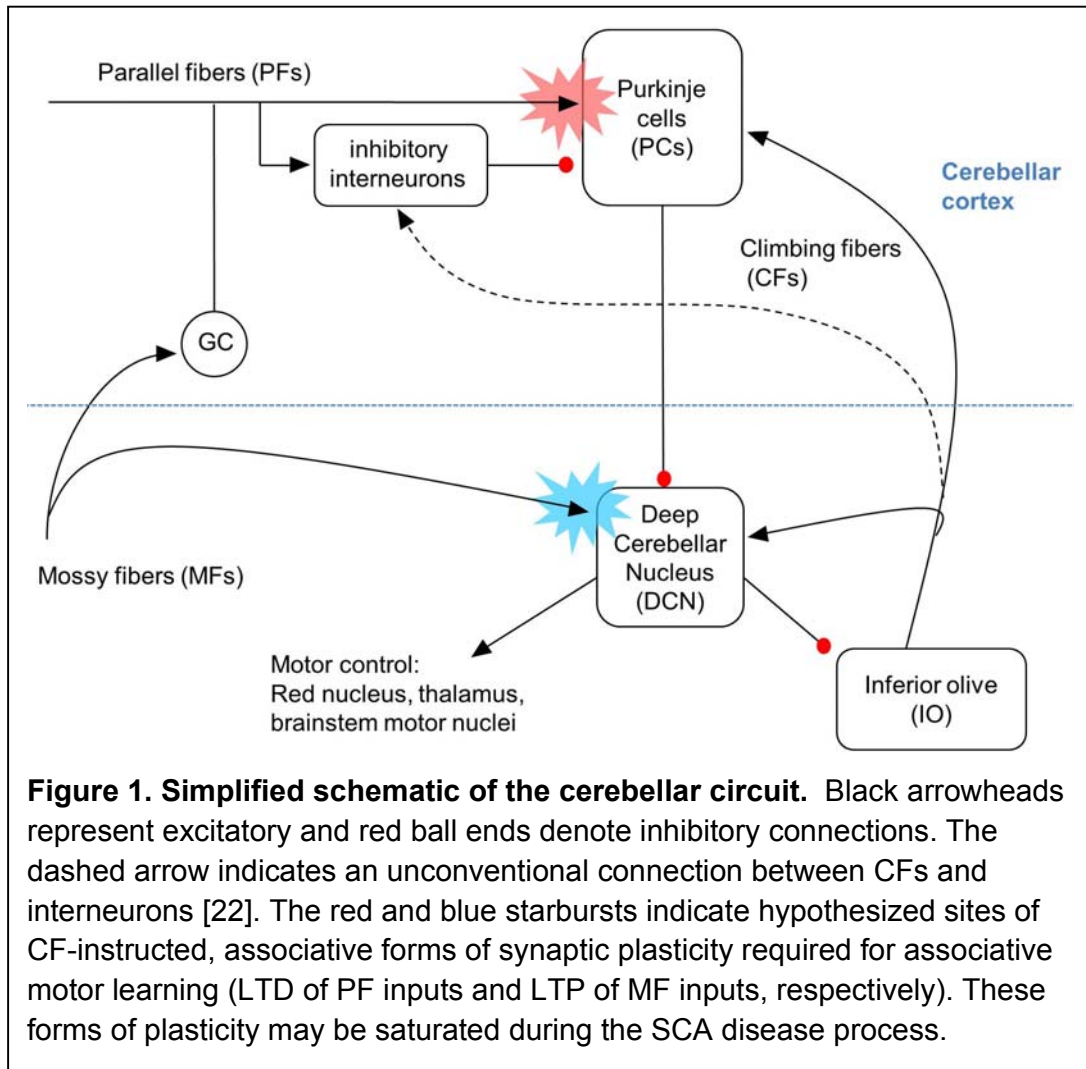 Parallel fibers (PFs)
Purkinje
cells
(PCs)
inhibitory
interneurons
Cerebellar
cortex
Climbing fibers
(CFs)
GC
Mossy fibers (MFs)
Deep
Cerebellar
Nucleus
(DCN)
Motor control:
Red nucleus, thalamus,
brainstem motor nuclei
Inferior olive
(IO)
Figure 1. Simplified schematic of the cerebellar circuit. Black arrowheads
represent excitatory and red ball ends denote inhibitory connections. The
dashed arrow indicates an unconventional connection between CFs and
interneurons [22]. The red and blue starbursts indicate hypothesized sites of
CF-instructed, associative forms of synaptic plasticity required for associative
motor learning (LTD of PF inputs and LTP of MF inputs, respectively). These
forms of plasticity may be saturated during the SCA disease process.